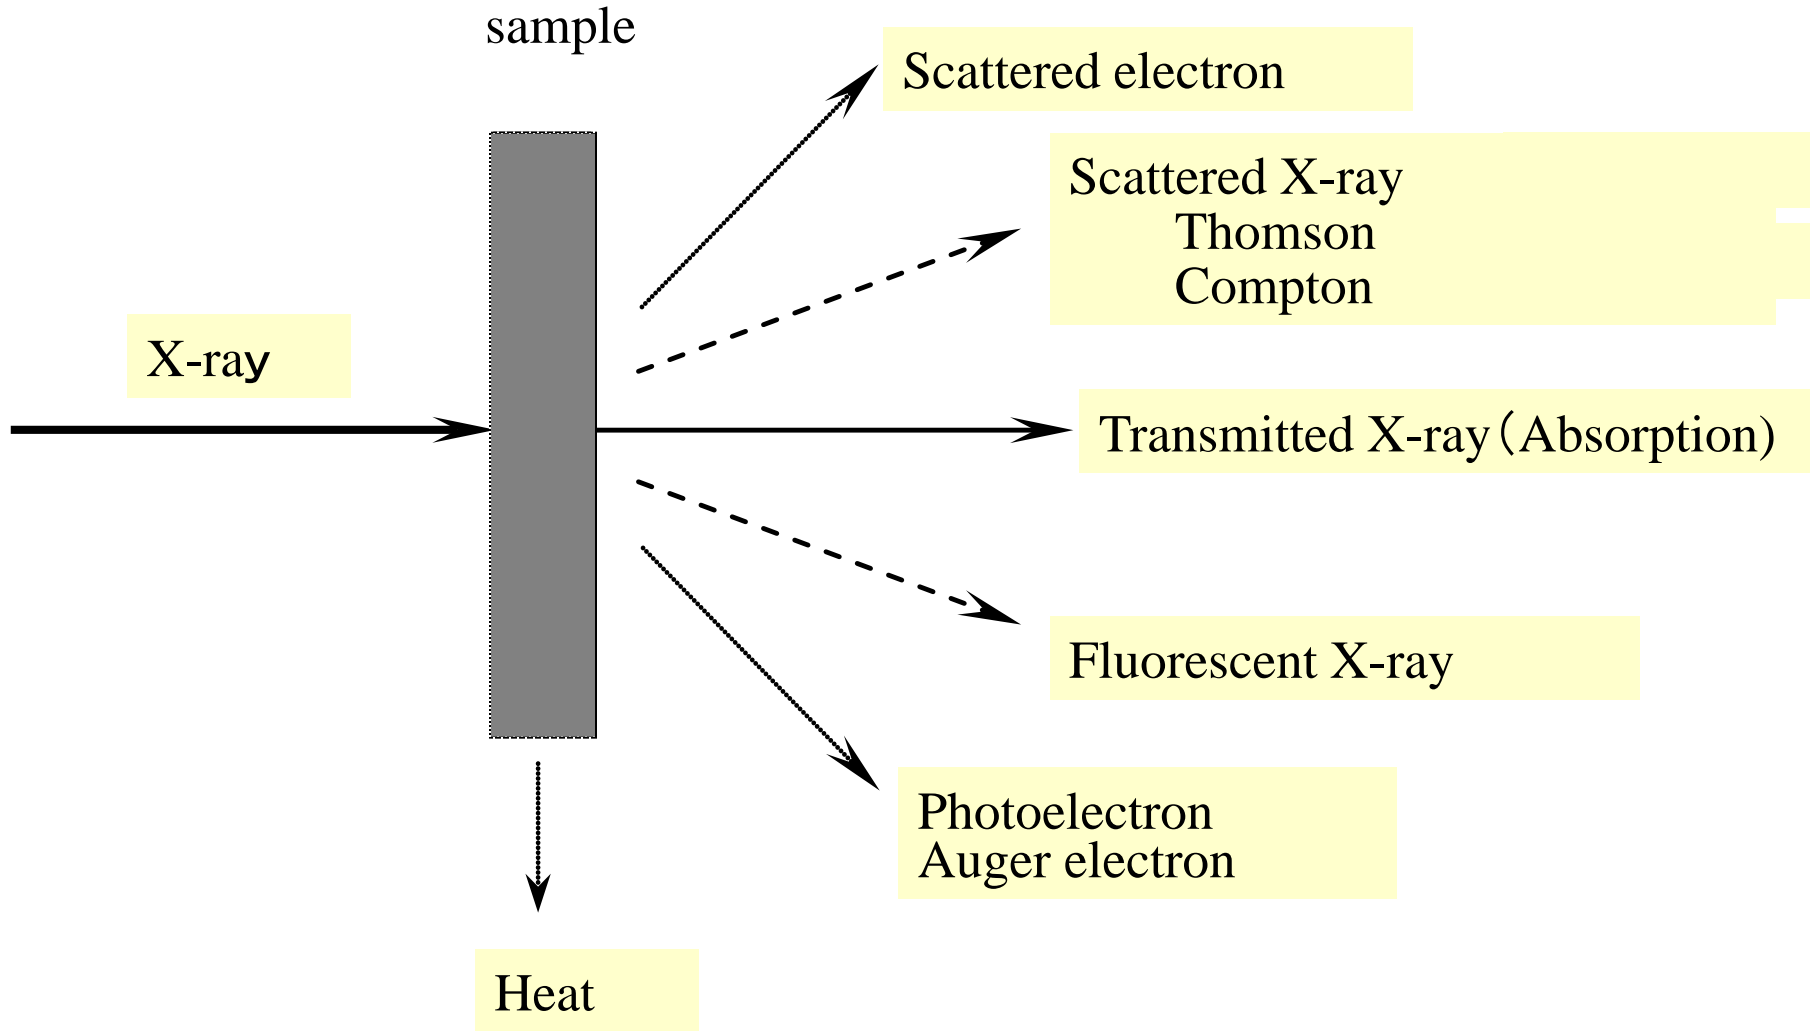 sample
Scattered electron
Scattered X-ray
Thomson
Compton
X-ray
Transmitted X-ray（Absorption)
Fluorescent X-ray
Photoelectron
Auger electron
Heat